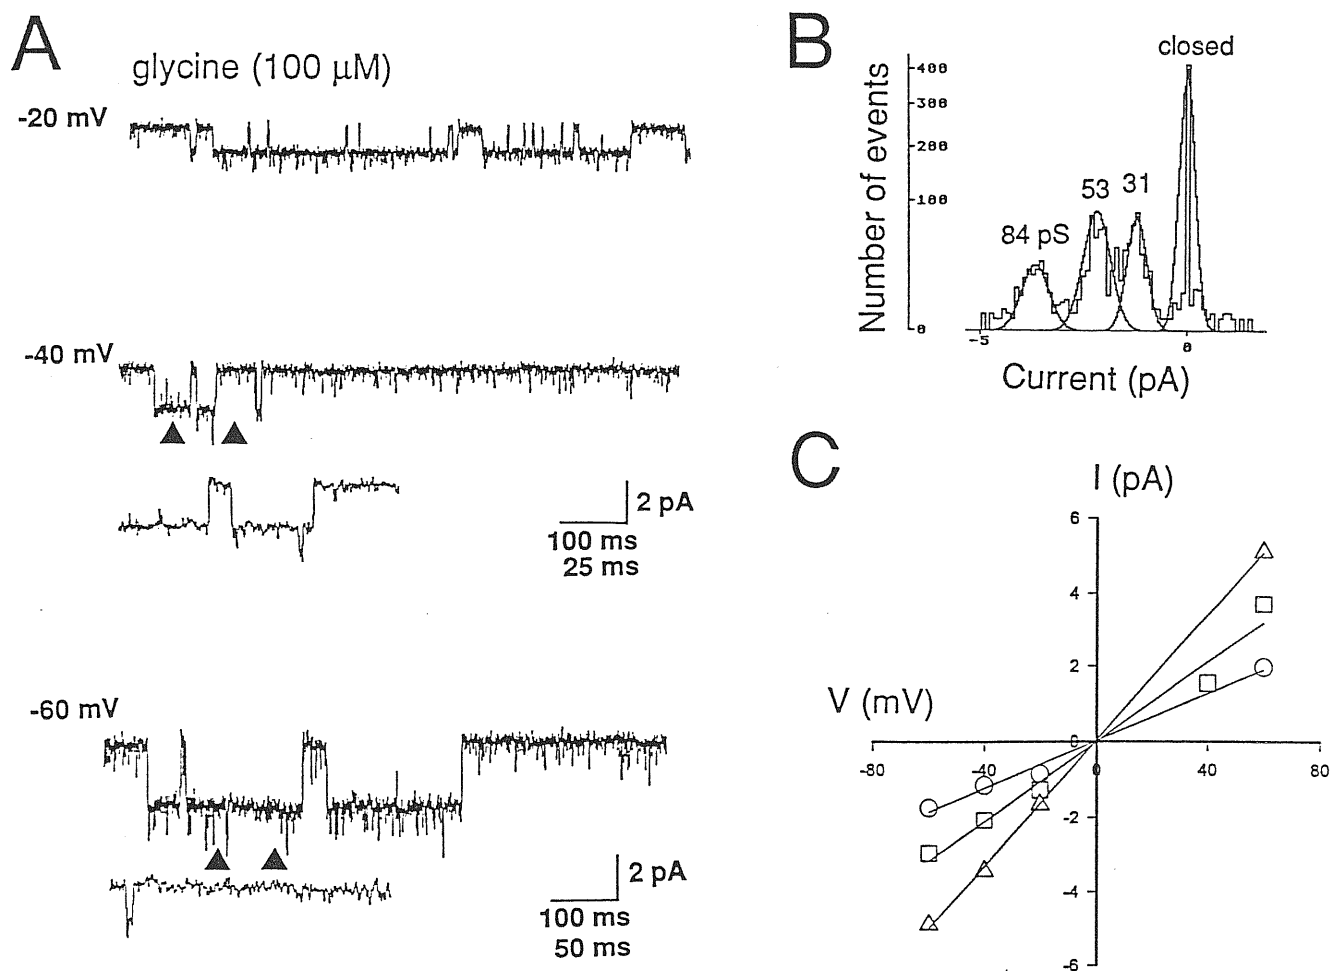 A
glycine (100 µM)
-20 mV
-40 mV
2 pA
100 ms
25 ms
-60 mV
2 pA
100 ms
50 ms
B
closed
Number of events
400
300
200
100
0
84 pS
53
31
-5
0
Current (pA)
C
I (pA)
V (mV)
6
4
2
0
-2
-4
-6
-80
-40
0
40
80